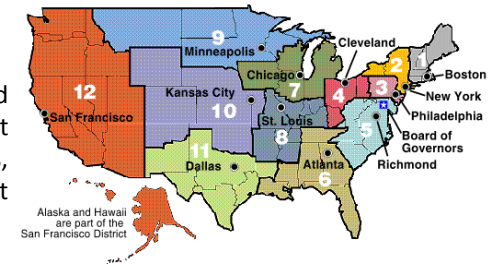 9
Minneapolis
Cleveland
2
1
Chicago
7
Boston
12
Kansas City
4
3
New York
d
10
San Francisco
St. Louis
Philadelphia
t
8
5
Board of
Governors
11
Dallas
Atlanta
Richmond
,
6
t
Alaska and Hawaii
are part of the
San Francisco District